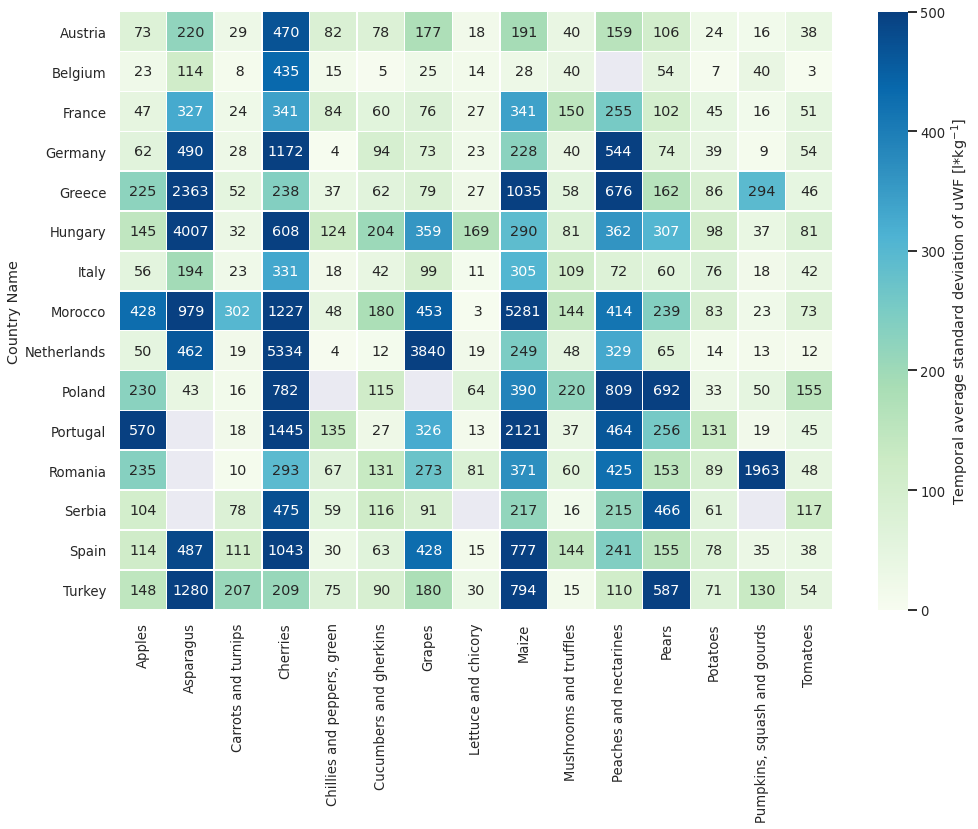 Austria 73 220 29 470 82 78 177 18 191 40 159 106 24 16 38
Belgium 23 114 8 435 15 5 25 14 28 40 54 7 40 3
France 47 327 24 341 84 60 76 27 341 150 255 102 45 16 51
Germany 62 490 28 1172 4 94 73 23 228 40 544 74 39 9 54
Greece 225 2363 52 238 37 62 79 27 1035 58 676 162 86 294 46
Hungary 145 4007 32 608 124 204 359 169 290 81 362 307 98 37 81
Italy 56 194 23 331 18 42 99 11 305 109 72 60 76 18 42
Morocco 428 979 302 1227 48 180 453 3 5281 144 414 239 83 23 73
Netherlands 50 462 19 5334 4 12 3840 19 249 48 329 65 14 13 12
Poland 230 43 16 782 115 64 390 220 809 692 33 50 155
Portugal 570 18 1445 135 27 326 13 2121 37 464 256 131 19 45
Romania 235 10 293 67 131 273 81 371 60 425 153 89 1963 48
Serbia 104 78 475 59 116 91 217 16 215 466 61 117
Spain 114 487 111 1043 30 63 428 15 777 144 241 155 78 35 38
Turkey 148 1280 207 209 75 90 180 30 794 15 110 587 71 130 54
Country Name
Apples
Asparagus
Carrots and turnips
Cherries
Chillies and peppers, green
Cucumbers and gherkins
Grapes
Lettuce and chicory
Maize
Mushrooms and truffles
Peaches and nectarines
Pears
Potatoes
Pumpkins, squash and gourds
Tomatoes
500
400
300
200
100
0
Temporal average standard deviation of uWF [l*kg⁻¹]